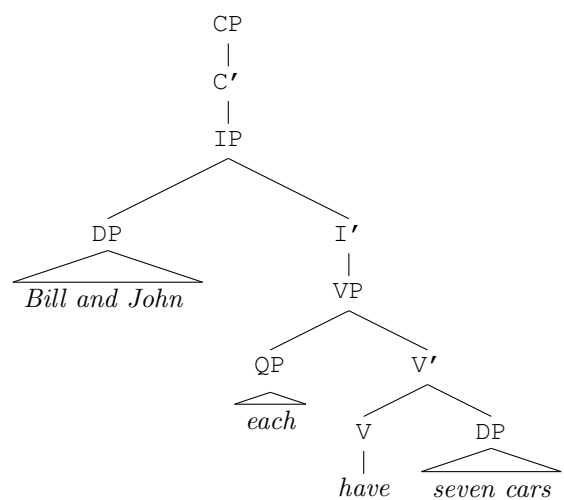 CP
C′
IP
DP I′
Bill and John VP
QP V′
each V DP
have seven cars